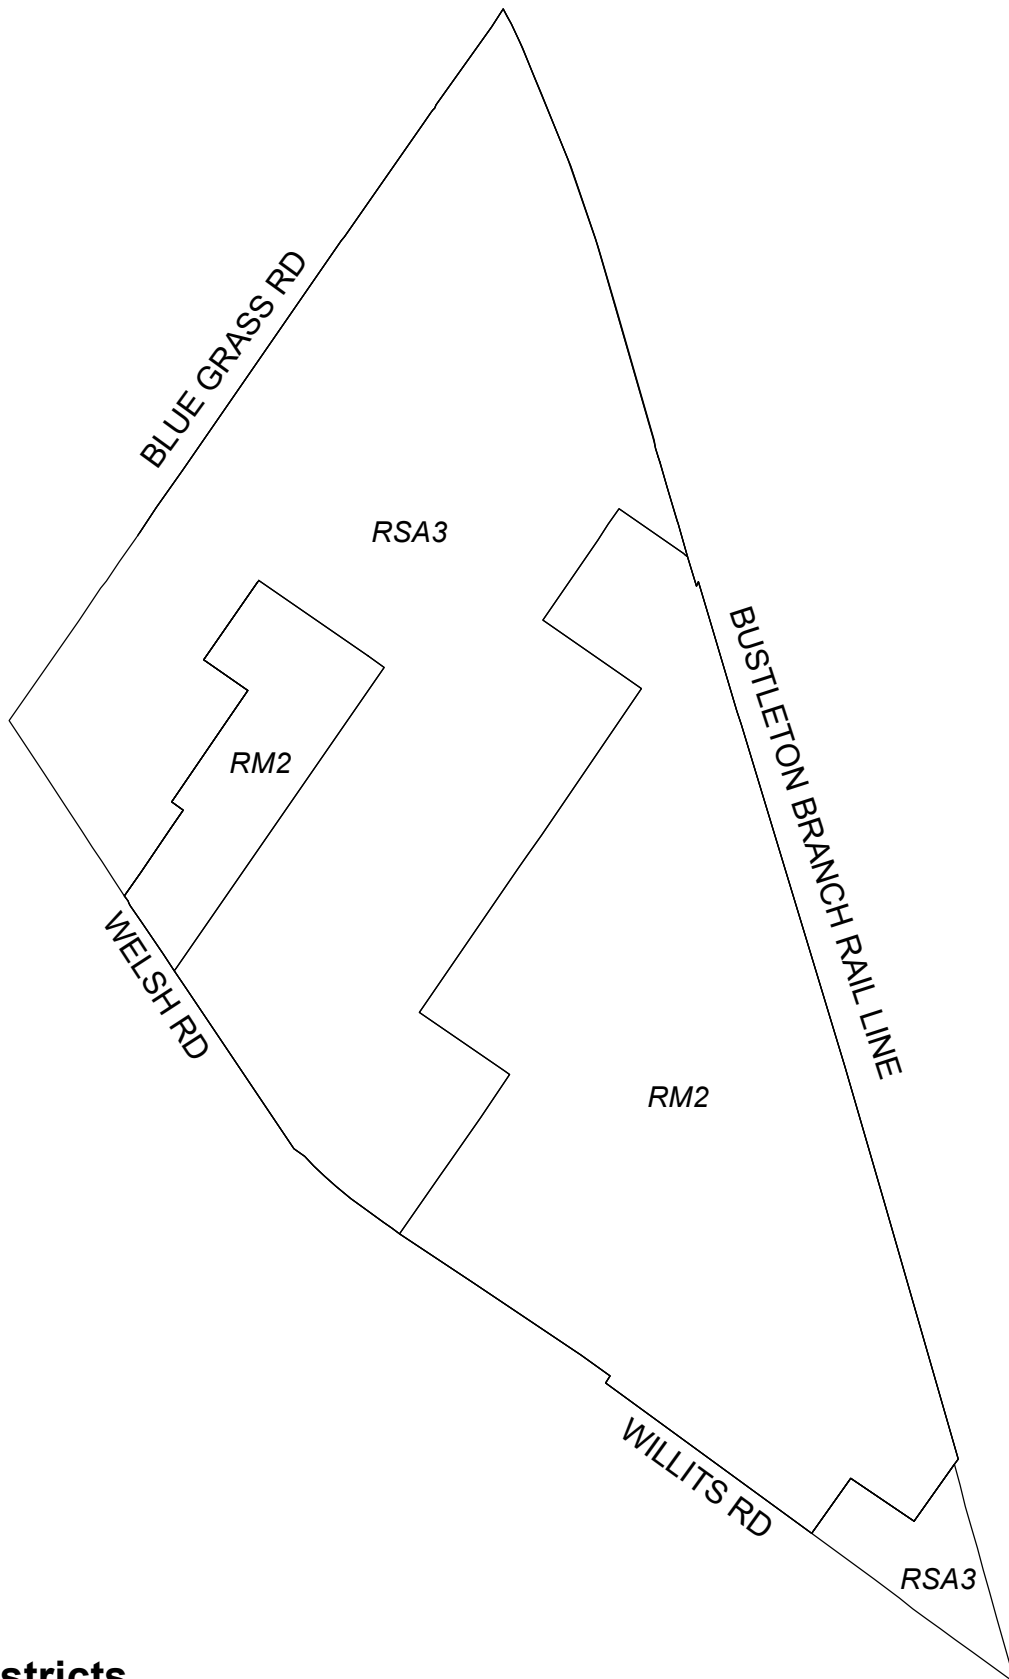 BLUE GRASS RD
RSA3
BUSTLETON BRANCH RAIL LINE
RM2
WELSH RD
RM2
WILLITS RD
RSA3